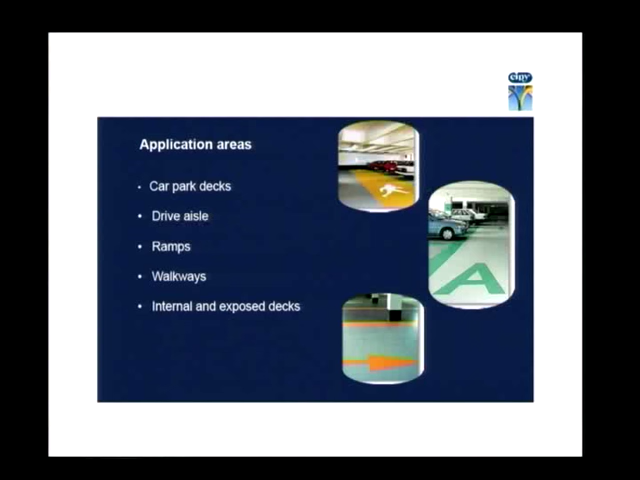 Application areas
• Car park decks
• Drive aisle
• Ramps
• Walkways
• Internal and exposed decks
A